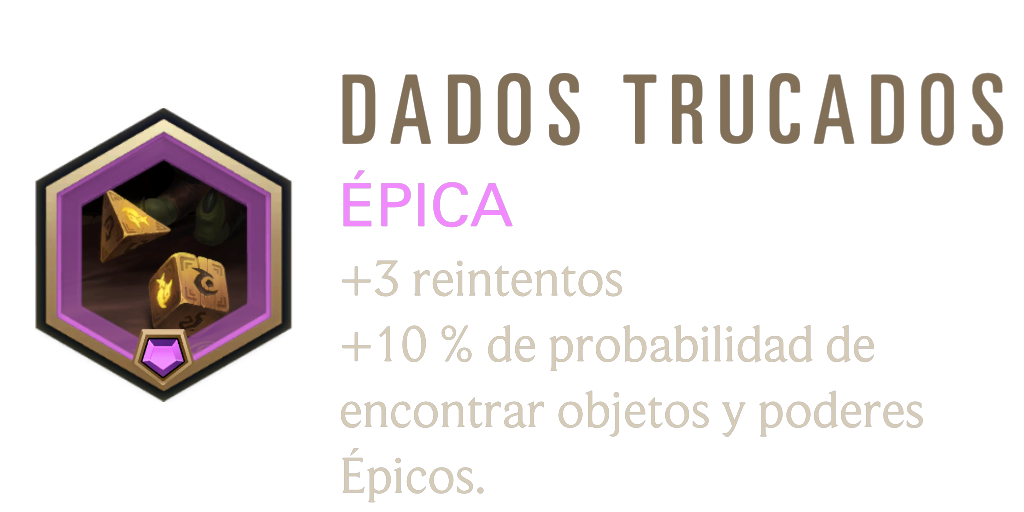 DADOS TRUCADOS
ÉPICA
+3 reintentos
+10 % de probabilidad de
encontrar objetos y poderes
Épicos.